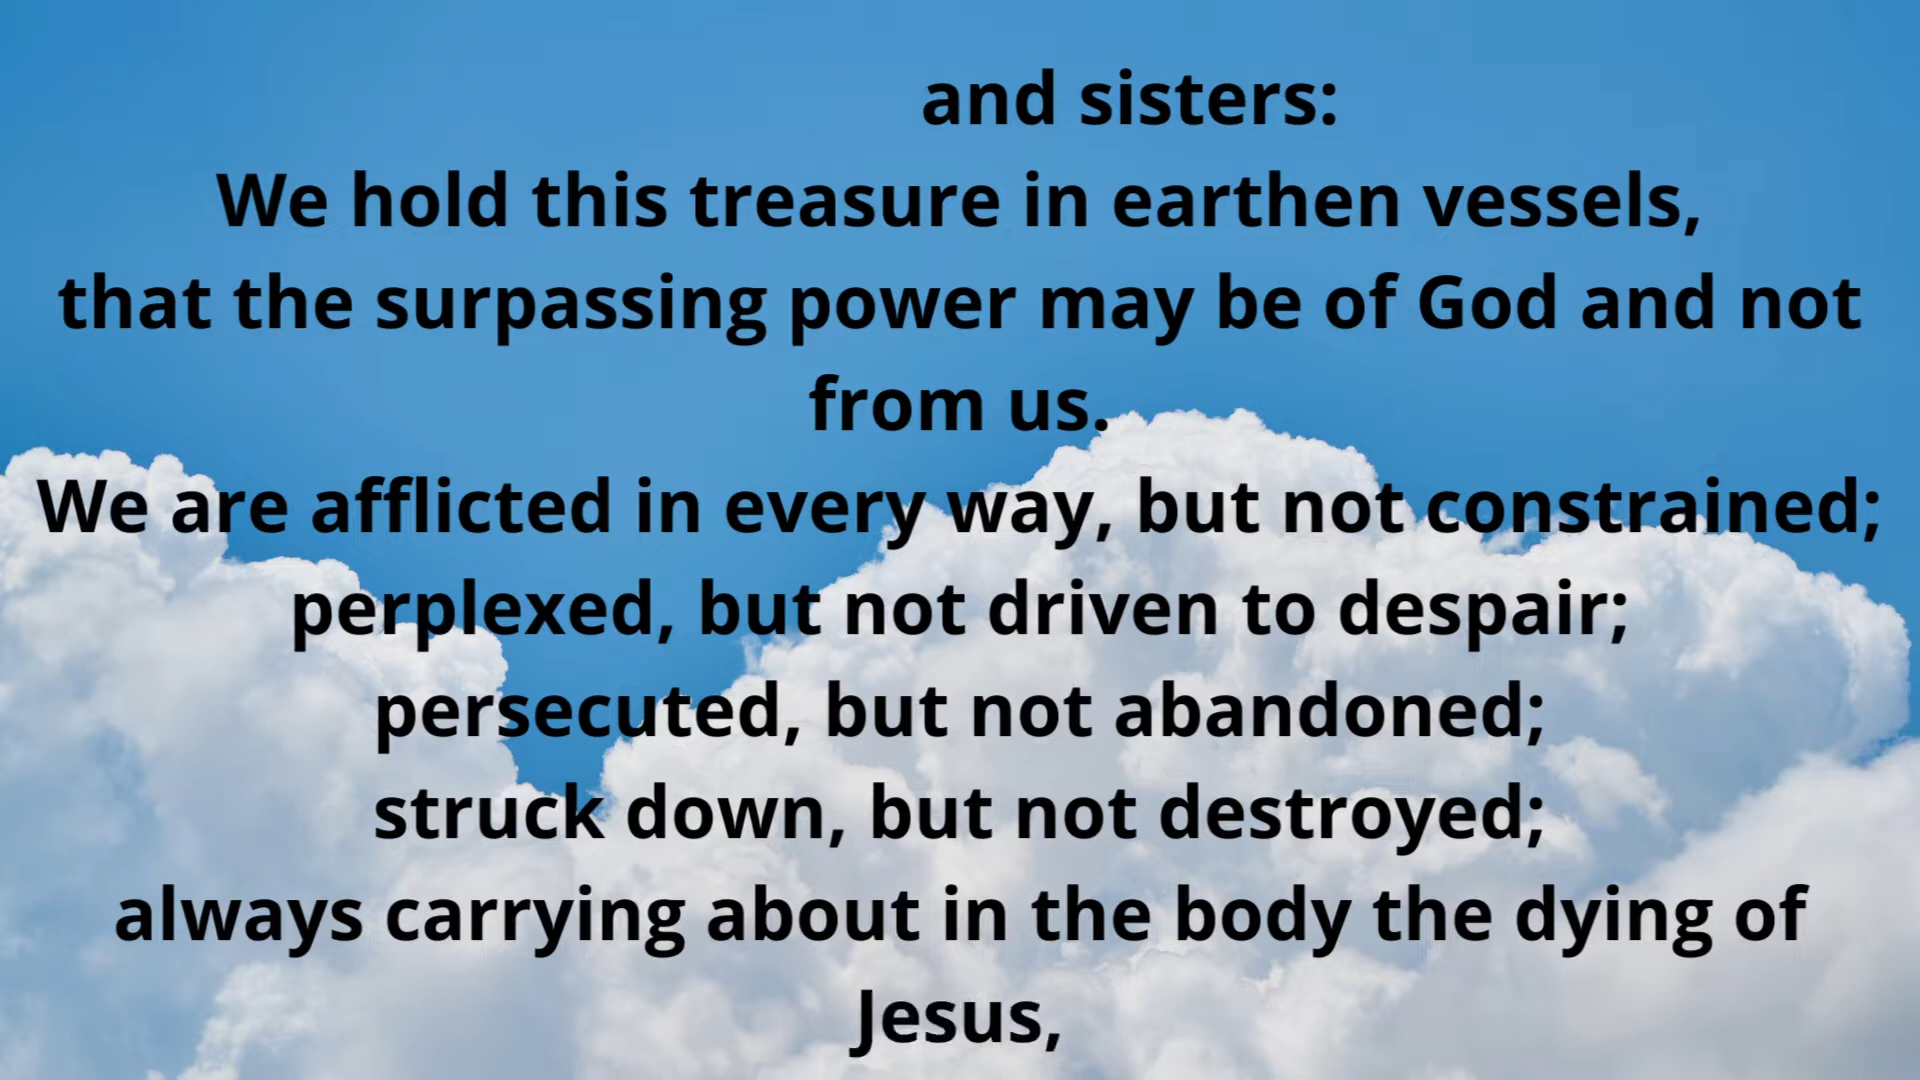 and sisters:
We hold this treasure in earthen vessels,
that the surpassing power may be of God and not
from us.
We are afflicted in every way, but not constrained;
perplexed, but not driven to despair;
persecuted, but not abandoned;
struck down, but not destroyed;
always carrying about in the body the dying of
Jesus,